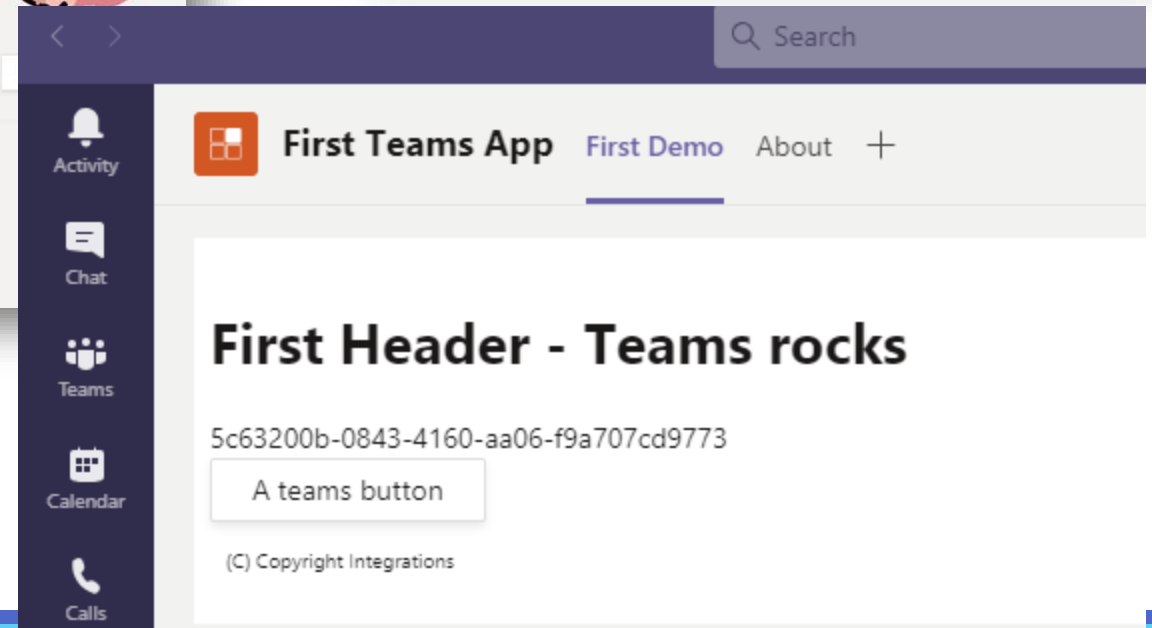 Search
Activity
Chat
Teams
Calendar
Calls
First Teams App First Demo About
First Header - Teams rocks
5c63200b-0843-4160-aa06-f9a707cd9773
A teams button
(C) Copyright Integrations